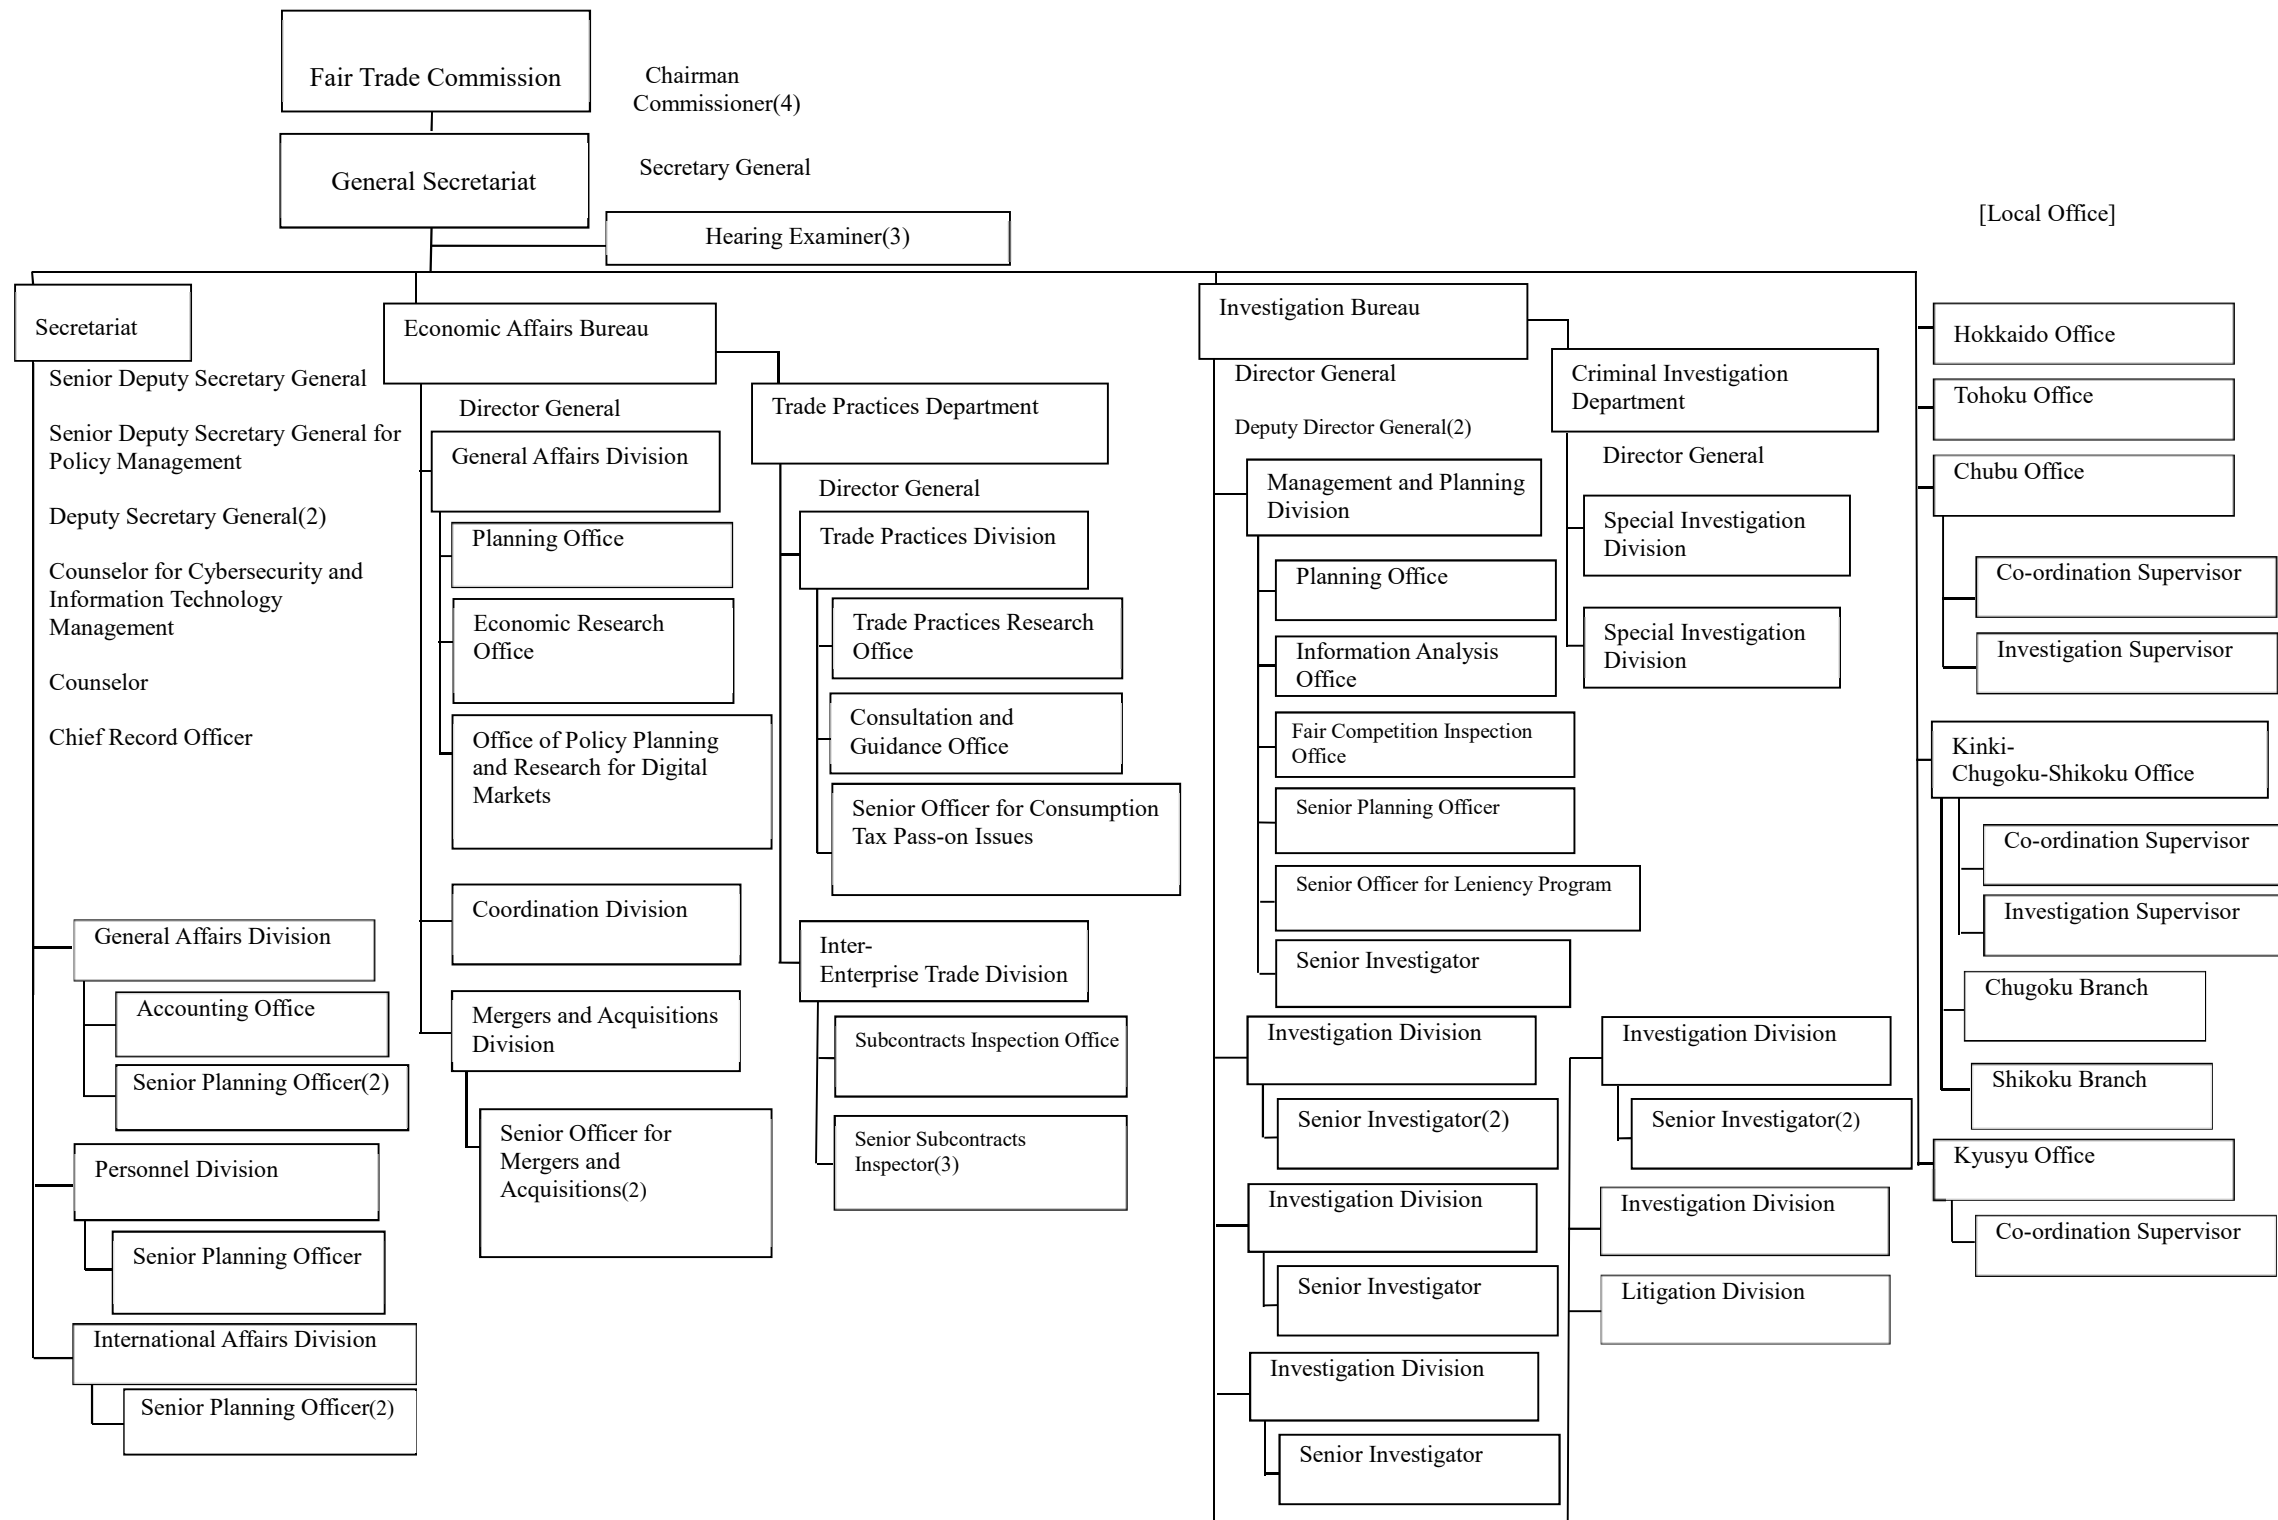 Fair Trade Commission
Chairman
Commissioner(4)
General Secretariat
Secretary General
Hearing Examiner(3)
[Local Office]
Secretariat
Senior Deputy Secretary General
Senior Deputy Secretary General for
Policy Management
Deputy Secretary General(2)
Counselor for Cybersecurity and
Information Technology
Management
Counselor
Chief Record Officer
General Affairs Division
Accounting Office
Senior Planning Officer(2)
Personnel Division
Senior Planning Officer
International Affairs Division
Senior Planning Officer(2)
Economic Affairs Bureau
Director General
General Affairs Division
Planning Office
Economic Research
Office
Office of Policy Planning
and Research for Digital
Markets
Coordination Division
Mergers and Acquisitions
Division
Senior Officer for
Mergers and
Acquisitions(2)
Trade Practices Department
Director General
Trade Practices Division
Trade Practices Research
Office
Consultation and
Guidance Office
Senior Officer for Consumption
Tax Pass-on Issues
Inter-
Enterprise Trade Division
Subcontracts Inspection Office
Senior Subcontracts
Inspector(3)
Investigation Bureau
Director General
Deputy Director General(2)
Management and Planning
Division
Planning Office
Information Analysis
Office
Fair Competition Inspection
Office
Senior Planning Officer
Senior Officer for Leniency Program
Senior Investigator
Investigation Division
Senior Investigator(2)
Investigation Division
Senior Investigator
Investigation Division
Senior Investigator
Criminal Investigation
Department
Director General
Special Investigation
Division
Special Investigation
Division
Investigation Division
Senior Investigator(2)
Investigation Division
Litigation Division
Hokkaido Office
Tohoku Office
Chubu Office
Co-ordination Supervisor
Investigation Supervisor
Kinki-
Chugoku-Shikoku Office
Co-ordination Supervisor
Investigation Supervisor
Chugoku Branch
Shikoku Branch
Kyusyu Office
Co-ordination Supervisor